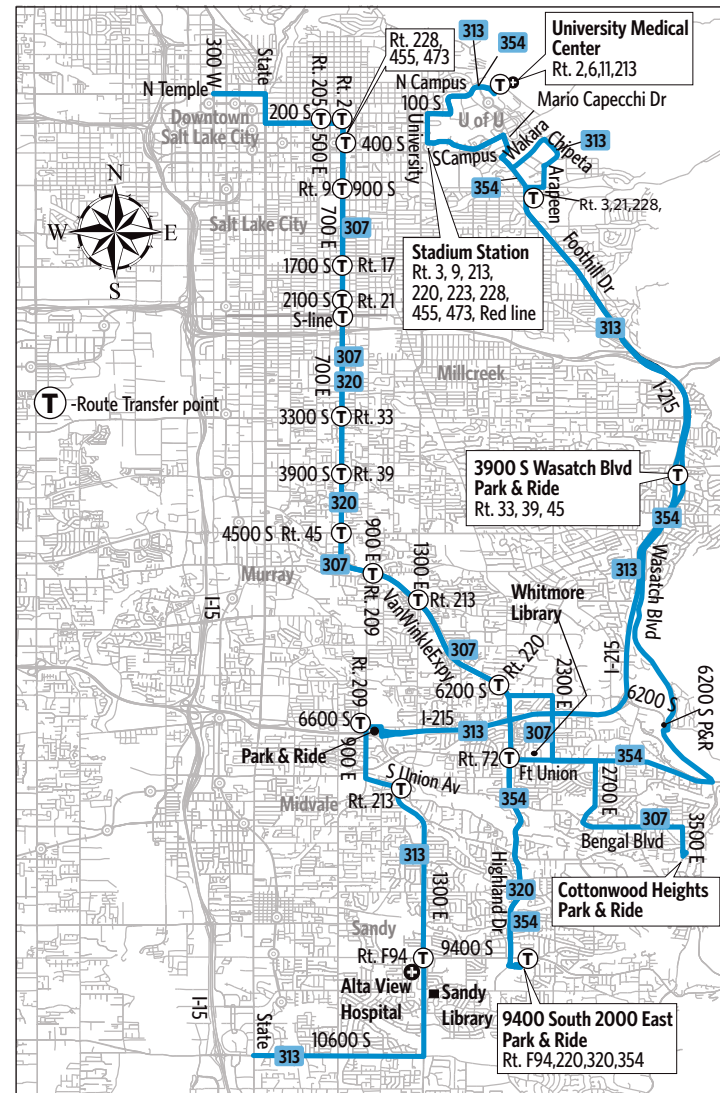 313
354
University Medical
Center
Rt. 2,6,11,213
Rt. 228,
455, 473
300 W
State
N Temple
Rt. 205
Rt. 2
200 S
Downtown
Salt Lake City
500 E
400 S
N Campus
100 S
U of U
University
Mario Capecchi Dr
S Campus
Wakara
Chipeta
313
354
Arapeen
Rt. 3,21,228,
Rt. 9
900 S
N
W
E
S
Salt Lake City
700 E
307
Stadium Station
Rt. 3, 9, 213,
220, 223, 228,
455, 473, Red line
Foothill Dr
1700 S
Rt. 17
2100 S
Rt. 21
S-line
313
307
700 E
320
Millcreek
I-215
T -Route Transfer point
3300 S
Rt. 33
3900 S
Rt. 39
3900 S Wasatch Blvd
Park & Ride
Rt. 33, 39, 45
320
354
4500 S
Rt. 45
900 E
307
Murray
Rt. 209
1300 E
Rt. 213
313
Wasatch Blvd
Whitmore
Library
I-15
VanWinkleExpy
307
Rt. 220
6200 S
2300 E
I-215
6200 S
6200 S P&R
Rt. 209
6600 S
I-215
313
307
Park & Ride
900 E
Rt. 72
Ft Union
354
S Union Av
Rt. 213
Midvale
354
2700 E
307
Bengal Blvd
3500 E
313
1300 E
Highland Dr
320
354
Cottonwood Heights
Park & Ride
Sandy
Rt. F94
9400 S
Alta View
Hospital
Sandy
Library
I-15
State
10600 S
313
9400 South 2000 East
Park & Ride
Rt. F94,220,320,354